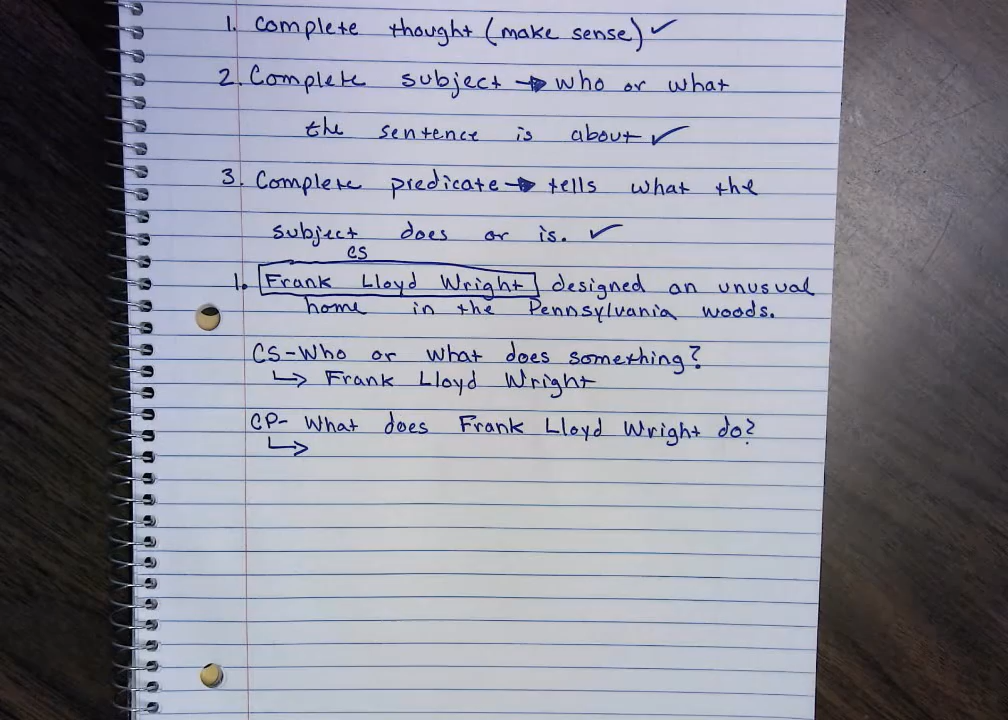 1. Complete thought (make sense) ✓
2. Complete subject → who or what
the sentence is about ✓
3. Complete predicate → tells what the
subject does or is. ✓
CS
1. Frank Lloyd Wright designed an unusual
home in the Pennsylvania woods.
CS-Who or what does something?
↳ Frank Lloyd Wright
CP- What does Frank Lloyd Wright do?
↳